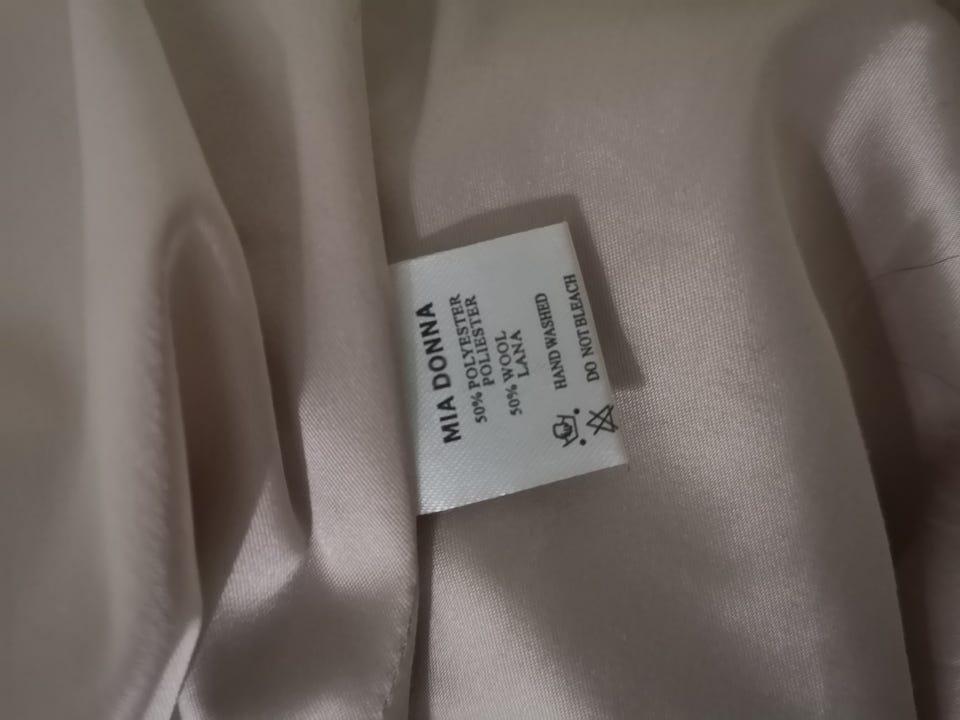 MIA DONNA
50% POLYESTER
POLIESTER
50% WOOL
LANA
HAND WASHED
DO NOT BLEACH